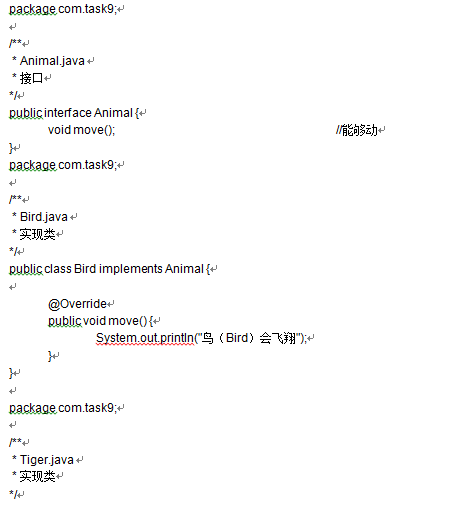 package com.task9;
/**
* Animal.java
* 接口
*/
public interface Animal {
void move(); //能够动
}
package com.task9;
/**
* Bird.java
* 实现类
*/
public class Bird implements Animal {
@Override
public void move() {
System.out.println("鸟（Bird）会飞翔");
}
}
package com.task9;
/**
* Tiger.java
* 实现类
*/